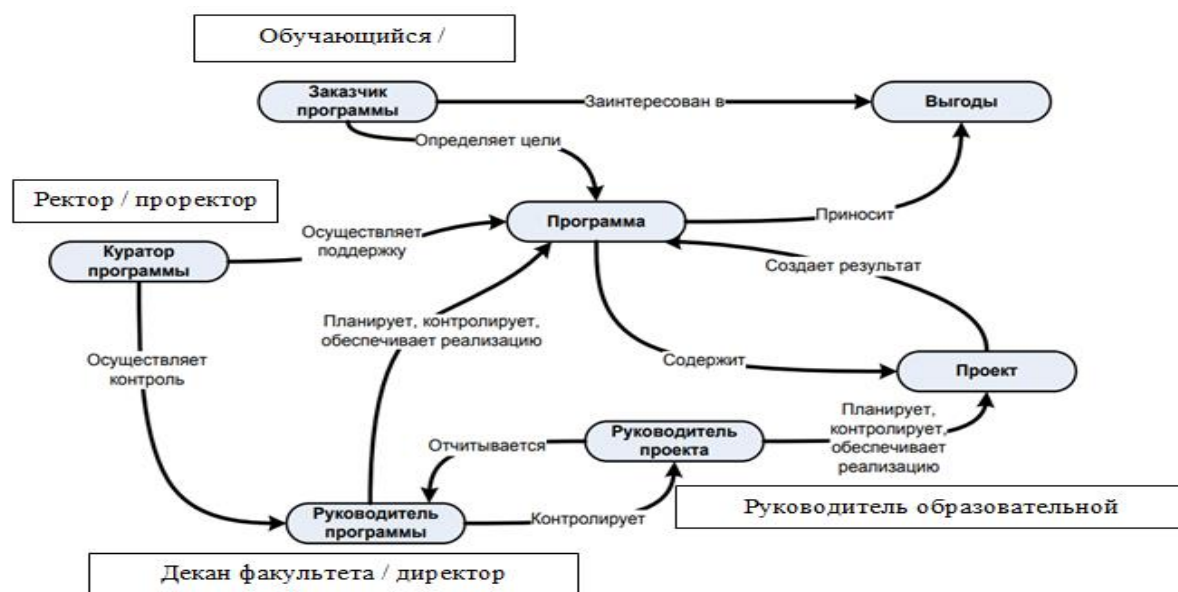 Обучающийся /
Заказчик
программы
Заинтересован в
Выгоды
Определяет цели
Ректор / проректор
Программа
Приносит
Осуществляет
поддержку
Куратор
программы
Создает результат
Планирует, контролирует,
обеспечивает реализацию
Осуществляет
контроль
Содержит
Проект
Планирует,
контролирует,
обеспечивает
реализацию
Руководитель
проекта
Отчитывается
Руководитель образовательной
Руководитель
программы
Контролирует
Декан факультета / директор